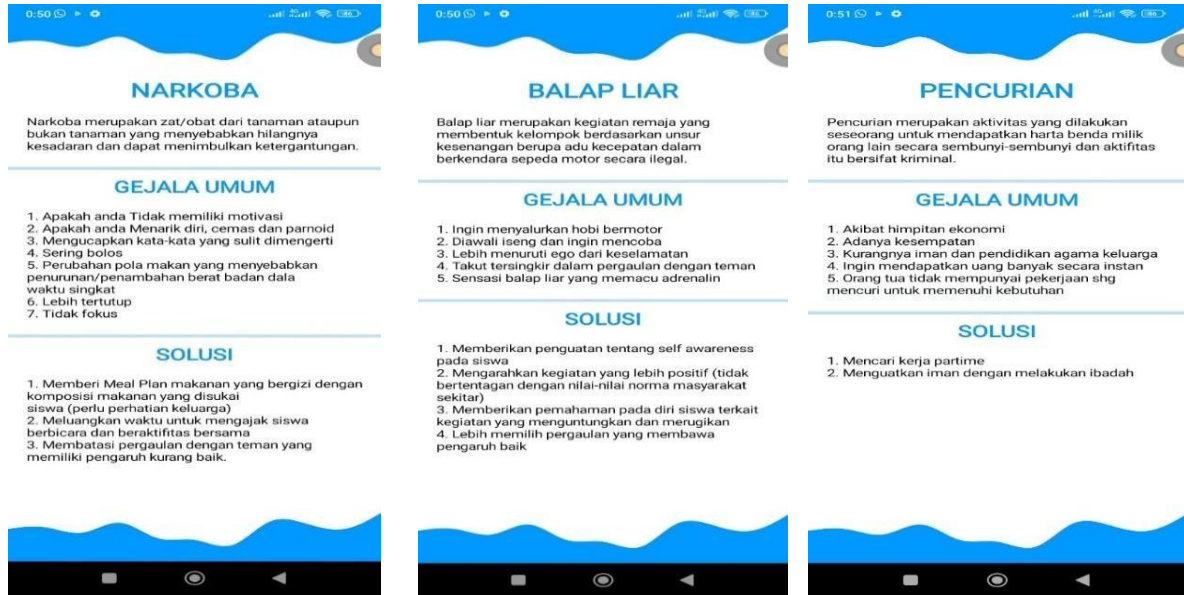 0:50
NARKOBA
Narkoba merupakan zat/obat dari tanaman ataupun
bukan tanaman yang menyebabkan hilangnya
kesadaran dan dapat menimbulkan ketergantungan.
GEJALA UMUM
1. Apakah anda Tidak memiliki motivasi
2. Apakah anda Menarik diri, cemas dan parnoid
3. Mengucapkan kata-kata yang sulit dimengerti
4. Sering bolos
5. Perubahan pola makan yang menyebabkan
penurunan/penambahan berat badan dala
waktu singkat
6. Lebih tertutup
7. Tidak fokus
SOLUSI
1. Memberi Meal Plan makanan yang bergizi dengan
komposisi makanan yang disukai
siswa (perlu perhatian keluarga)
2. Meluangkan waktu untuk mengajak siswa
berbicara dan beraktifitas bersama
3. Membatasi pergaulan dengan teman yang
memiliki pengaruh kurang baik.
0:50
BALAP LIAR
Balap liar merupakan kegiatan remaja yang
membentuk kelompok berdasarkan unsur
kesenangan berupa adu kecepatan dalam
berkendara sepeda motor secara ilegal.
GEJALA UMUM
1. Ingin menyalurkan hobi bermotor
2. Diawali iseng dan ingin mencoba
3. Lebih menuruti ego dari keselamatan
4. Takut tersingkir dalam pergaulan dengan teman
5. Sensasi balap liar yang memacu adrenalin
SOLUSI
1. Memberikan penguatan tentang self awareness
pada siswa
2. Mengarahkan kegiatan yang lebih positif (tidak
bertentagan dengan nilai-nilai norma masyarakat
sekitar)
3. Memberikan pemahaman pada diri siswa terkait
kegiatan yang menguntungkan dan merugikan
4. Lebih memilih pergaulan yang membawa
pengaruh baik
0:51
PENCURIAN
Pencurian merupakan aktivitas yang dilakukan
seseorang untuk mendapatkan harta benda milik
orang lain secara sembunyi-sembunyi dan aktifitas
itu bersifat kriminal.
GEJALA UMUM
1. Akibat himpitan ekonomi
2. Adanya kesempatan
3. Kurangnya iman dan pendidikan agama keluarga
4. Ingin mendapatkan uang banyak secara instan
5. Orang tua tidak mempunyai pekerjaan shg
mencuri untuk memenuhi kebutuhan
SOLUSI
1. Mencari kerja partime
2. Menguatkan iman dengan melakukan ibadah